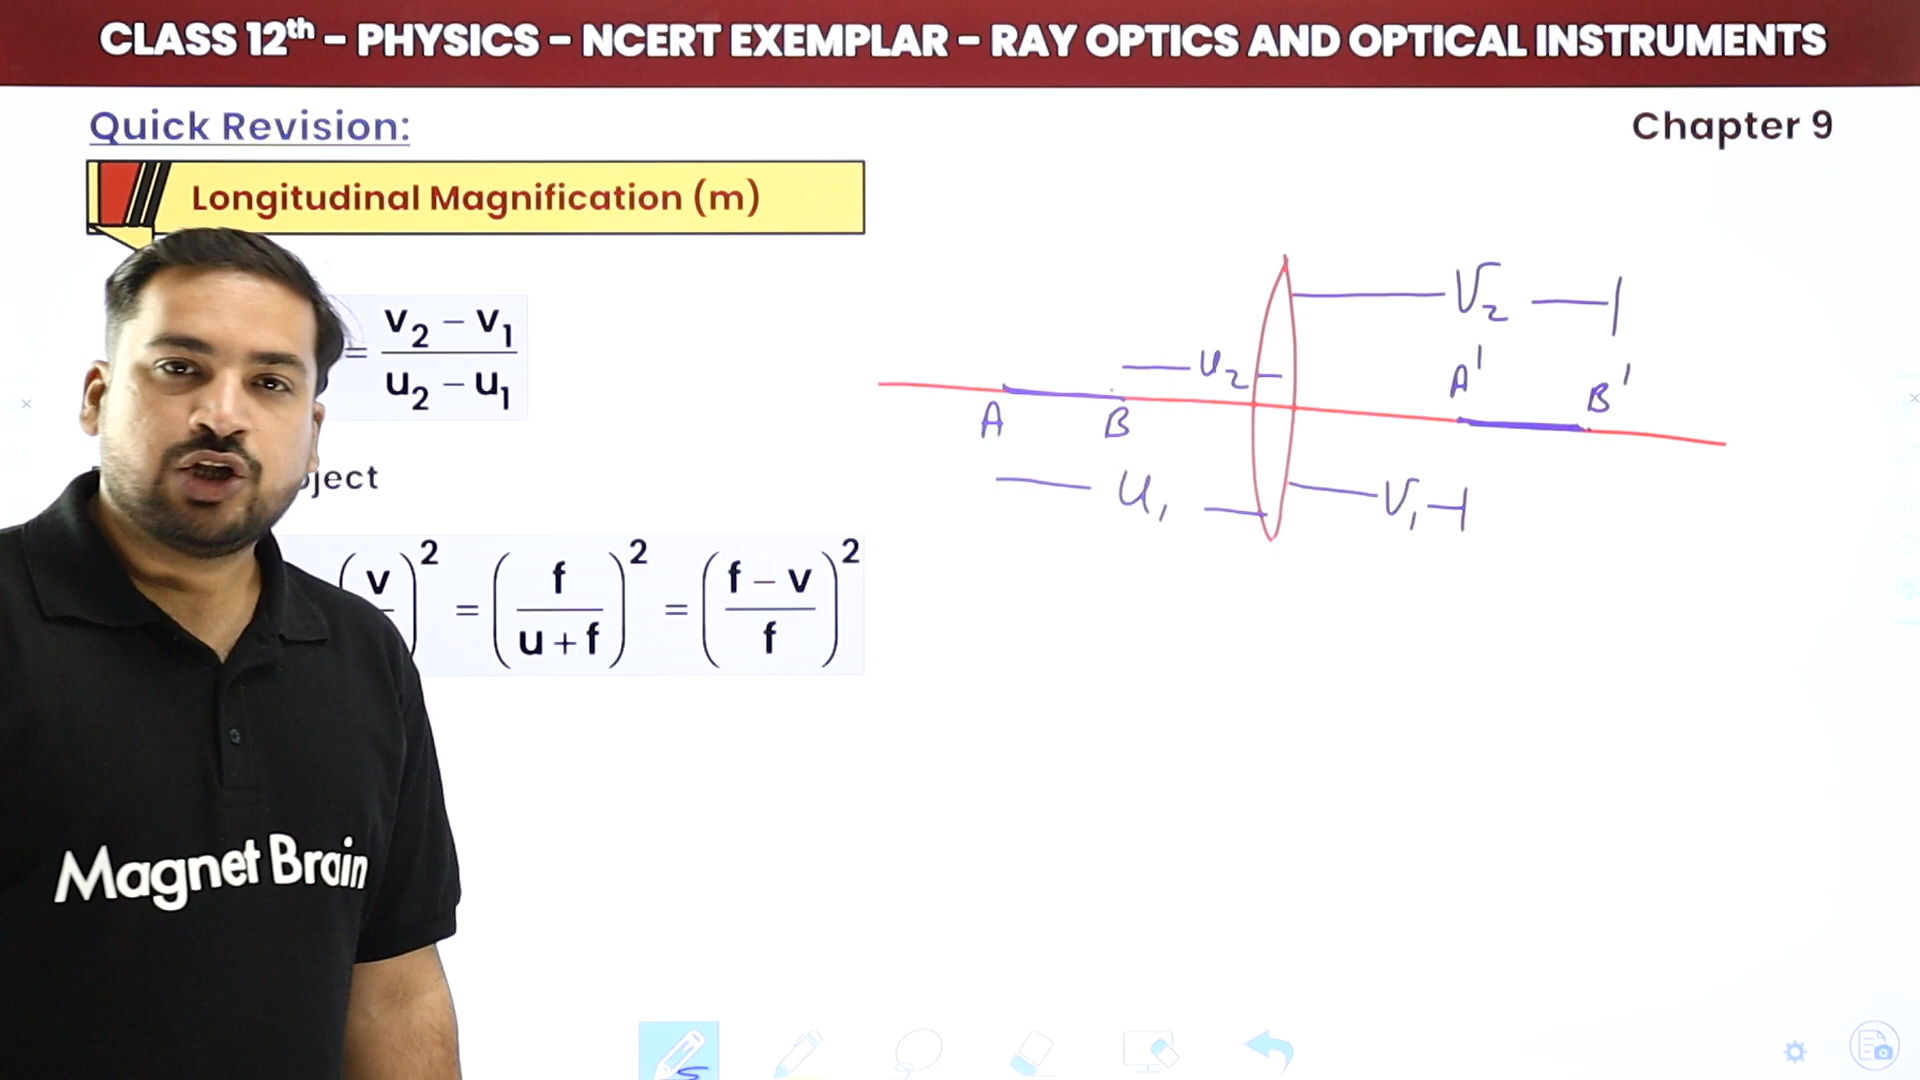 CLASS 12th – PHYSICS – NCERT EXEMPLAR – RAY OPTICS AND OPTICAL INSTRUMENTS
Quick Revision:
Chapter 9
Longitudinal Magnification (m)
= (v₂ − v₁) / (u₂ − u₁)
(v)² = (f / (u + f))² = ((f − v) / f)²
V₂
u₂
A'
B'
A
B
u₁
V₁
Magnet Brain